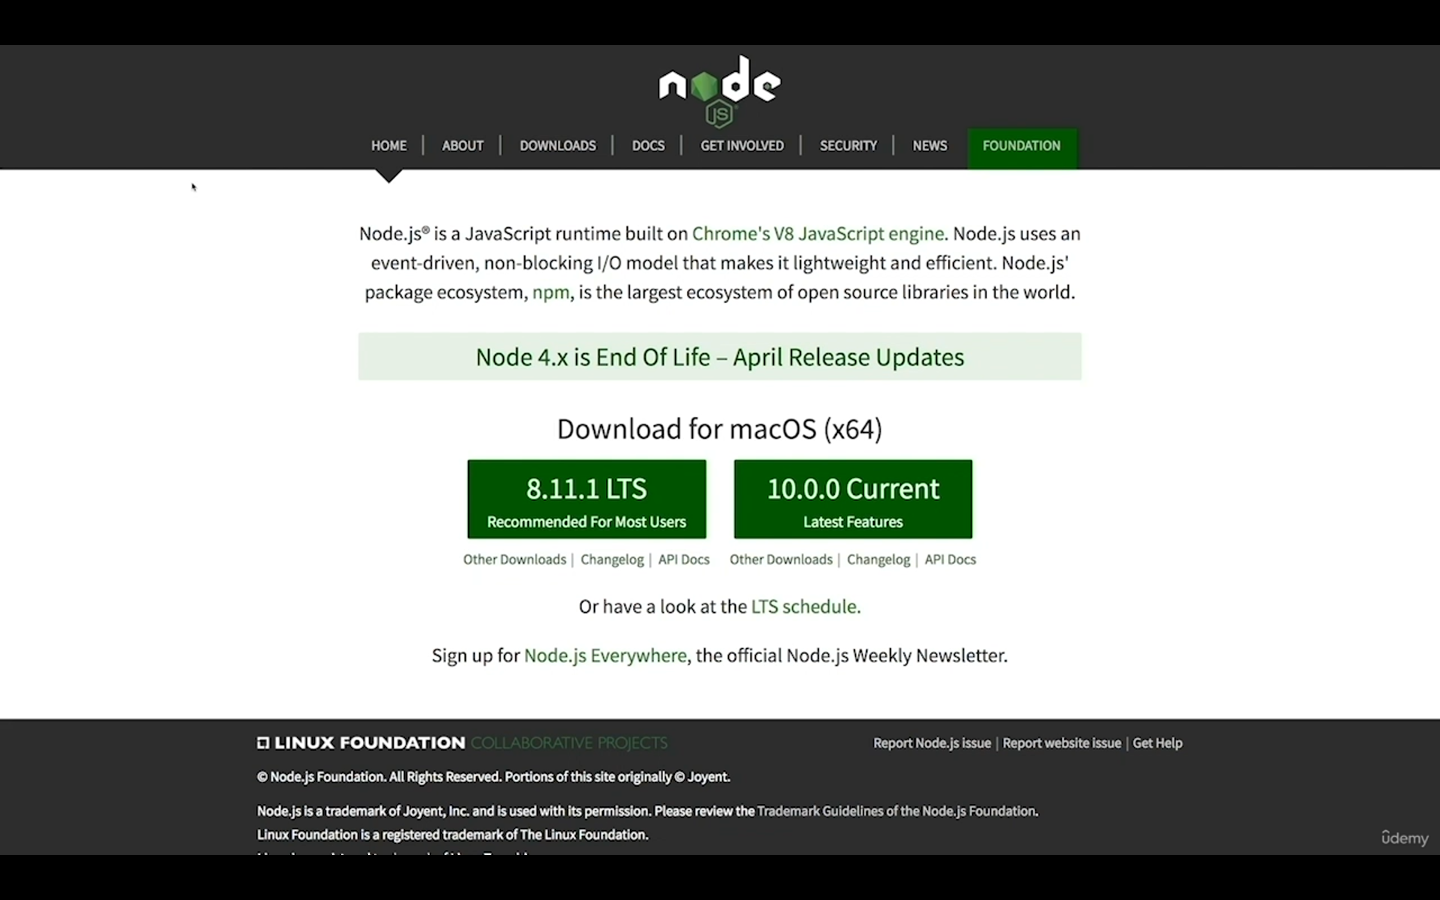 node
JS
HOME | ABOUT | DOWNLOADS | DOCS | GET INVOLVED | SECURITY | NEWS FOUNDATION
Node.js® is a JavaScript runtime built on Chrome's V8 JavaScript engine. Node.js uses an
event-driven, non-blocking I/O model that makes it lightweight and efficient. Node.js'
package ecosystem, npm, is the largest ecosystem of open source libraries in the world.
Node 4.x is End Of Life – April Release Updates
Download for macOS (x64)
8.11.1 LTS
Recommended For Most Users
10.0.0 Current
Latest Features
Other Downloads | Changelog | API Docs
Other Downloads | Changelog | API Docs
Or have a look at the LTS schedule.
Sign up for Node.js Everywhere, the official Node.js Weekly Newsletter.
LINUX FOUNDATION COLLABORATIVE PROJECTS
Report Node.js issue | Report website issue | Get Help
© Node.js Foundation. All Rights Reserved. Portions of this site originally © Joyent.
Node.js is a trademark of Joyent, Inc. and is used with its permission. Please review the Trademark Guidelines of the Node.js Foundation.
Linux Foundation is a registered trademark of The Linux Foundation.
ûdemy